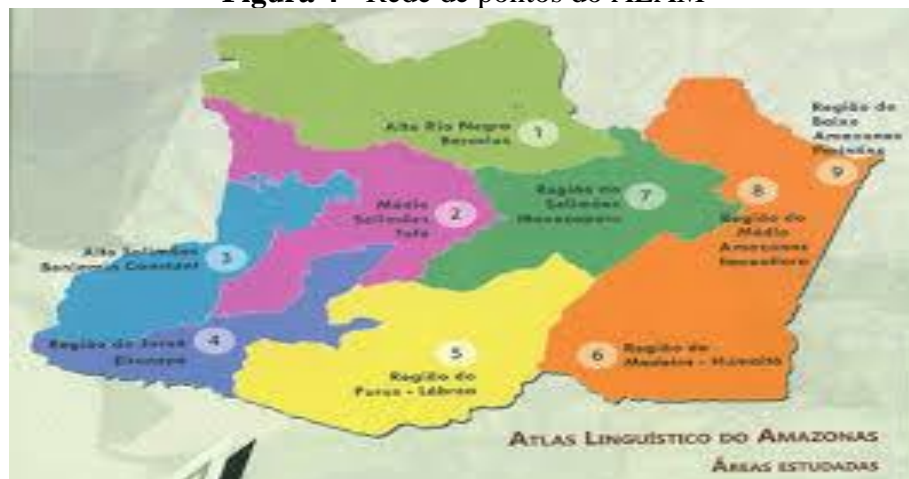 Figura 4 - Rede de pontos do ALAM
Alto Rio Negro
Barcelos
1
Região do
Baixo
Amazonas
Parintins
9
Médio
Solimões
Tefé
2
Região do
Solimões
Manacapuru
7
8
Região do
Médio
Amazonas
Itacoatiara
Alto Solimões
Benjamin Constant
3
Região do Juruá
Eirunepé
4
5
Região do
Purus - Lábrea
6
Região do
Madeira - Humaitá
ATLAS LINGUÍSTICO DO AMAZONAS
ÁREAS ESTUDADAS